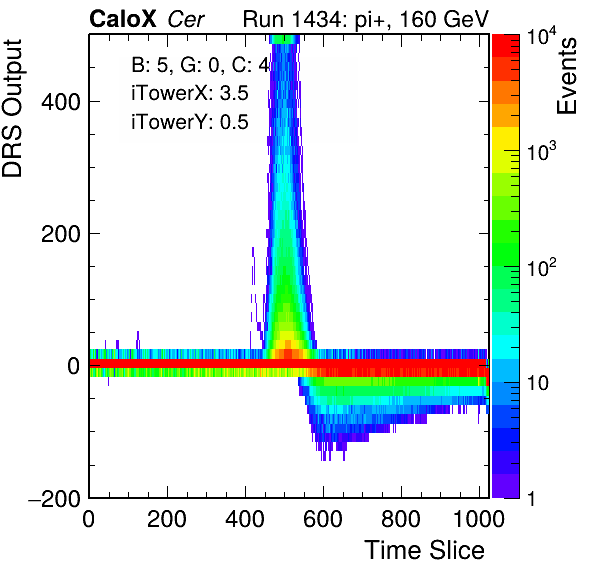 CaloX Cer Run 1434: pi+, 160 GeV
B: 5, G: 0, C: 4
iTowerX: 3.5
iTowerY: 0.5
DRS Output
400
200
0
−200
0 200 400 600 800 1000
Time Slice
Events
10^4
10^3
10^2
10
1